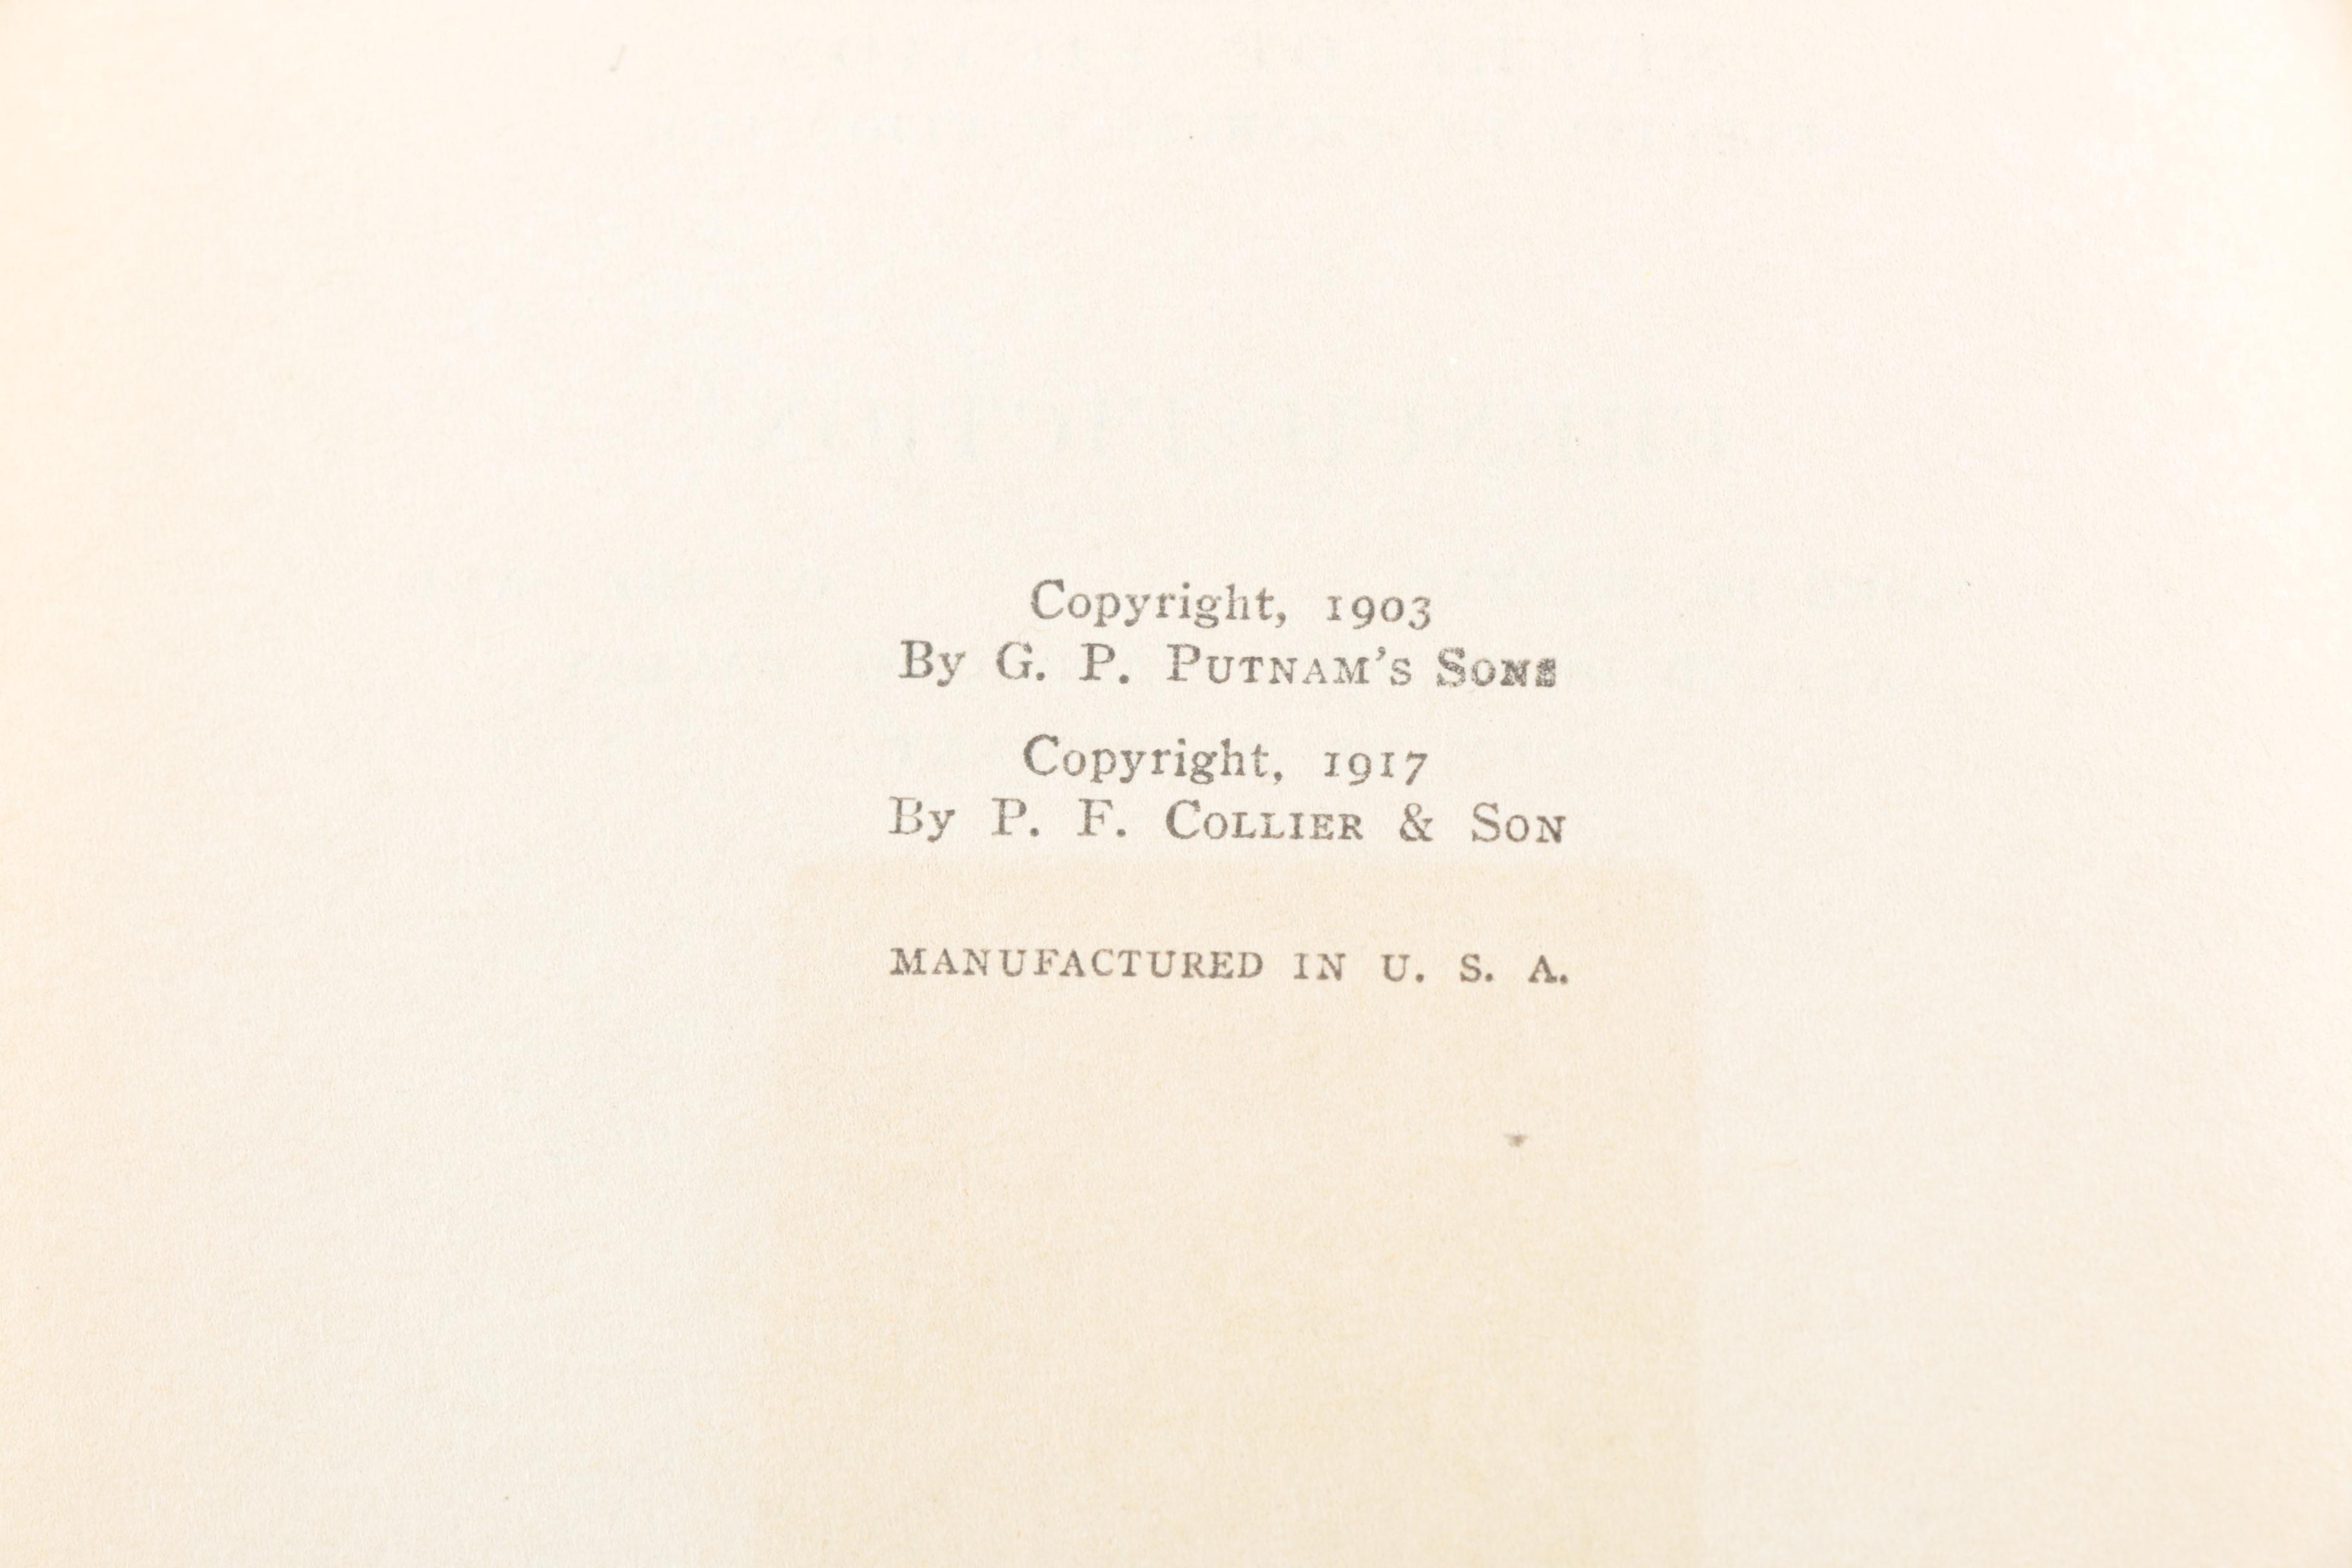 Copyright, 1903
By G. P. PUTNAM'S SONS
Copyright, 1917
By P. F. COLLIER & SON
MANUFACTURED IN U. S. A.